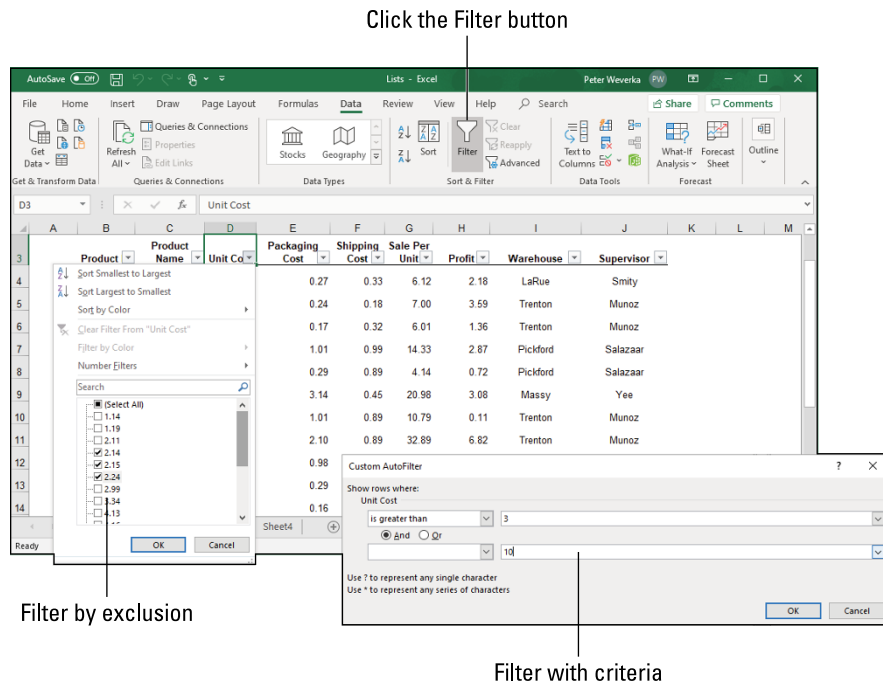 Click the Filter button
AutoSave Off
Lists - Excel
Peter Weverka PW
File Home Insert Draw Page Layout Formulas Data Review View Help Search Share Comments
Get Data
Refresh All
Queries & Connections
Properties
Edit Links
Stocks Geography
Sort
Filter
Clear
Reapply
Advanced
Text to Columns
What-If Analysis
Forecast Sheet
Outline
Get & Transform Data Queries & Connections Data Types Sort & Filter Data Tools Forecast
D3 fx Unit Cost
A B C D E F G H I J K L M
3 Product Product Name Unit Co Packaging Cost Shipping Cost Sale Per Unit Profit Warehouse Supervisor
4 0.27 0.33 6.12 2.18 LaRue Smity
5 0.24 0.18 7.00 3.59 Trenton Munoz
6 0.17 0.32 6.01 1.36 Trenton Munoz
7 1.01 0.99 14.33 2.87 Pickford Salazaar
8 0.29 0.89 4.14 0.72 Pickford Salazaar
9 3.14 0.45 20.98 3.08 Massy Yee
10 1.01 0.89 10.79 0.11 Trenton Munoz
11 2.10 0.89 32.89 6.82 Trenton Munoz
12 0.98
13 0.29
14 0.16
Sort Smallest to Largest
Sort Largest to Smallest
Sort by Color
Clear Filter From "Unit Cost"
Filter by Color
Number Filters
Search
(Select All)
1.14
1.19
2.11
2.14
2.15
2.24
2.99
3.34
4.13
OK Cancel
Sheet4
Ready
Custom AutoFilter ? X
Show rows where:
Unit Cost
is greater than 3
And Or
10
Use ? to represent any single character
Use * to represent any series of characters
OK Cancel
Filter by exclusion
Filter with criteria